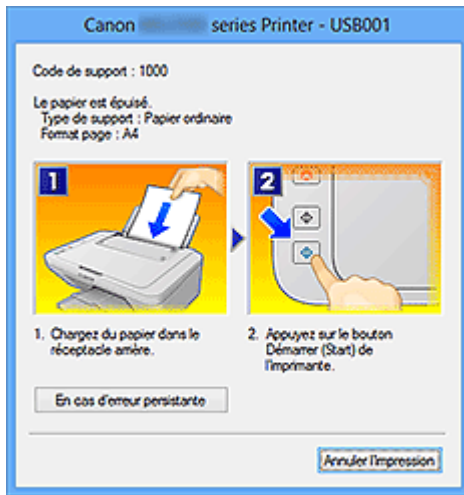 Canon series Printer - USB001
Code de support : 1000
Le papier est épuisé.
Type de support : Papier ordinaire
Format page : A4
1
2
1. Chargez du papier dans le
réceptacle arrière.
2. Appuyez sur le bouton
Démarrer (Start) de
l'imprimante.
En cas d'erreur persistante
Annuler l'impression